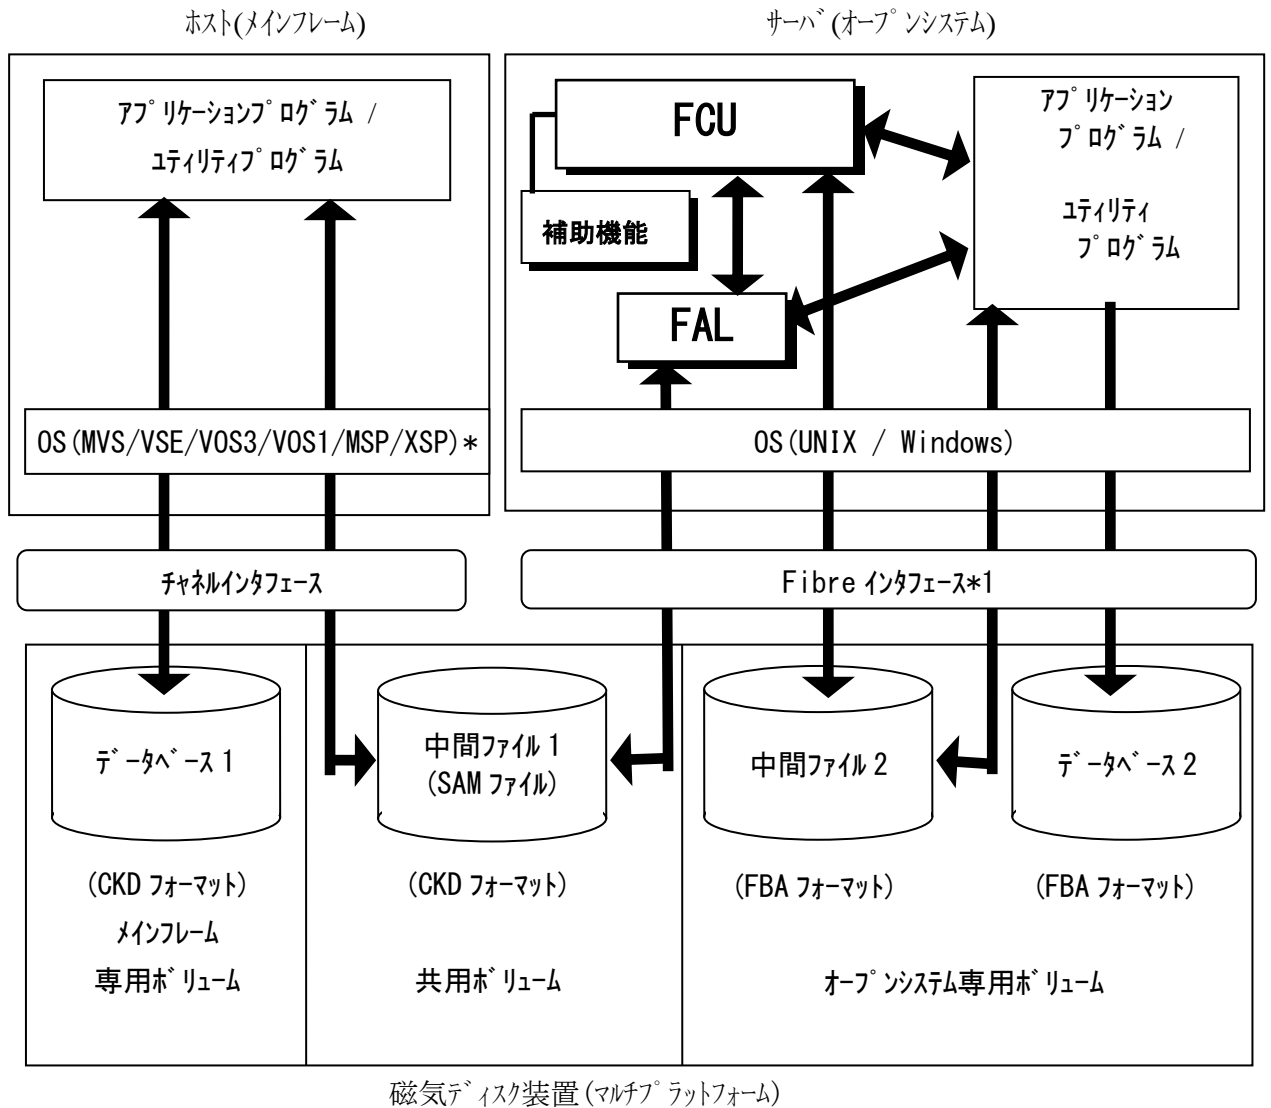 ﾎｽﾄ(ﾒｲﾝﾌﾚｰﾑ)
ｻｰﾊﾞ(ｵｰﾌﾟﾝｼｽﾃﾑ)
ｱﾌﾟﾘｹｰｼｮﾝﾌﾟﾛｸﾞﾗﾑ /
ﾕﾃｨﾘﾃｨﾌﾟﾛｸﾞﾗﾑ
FCU
補助機能
FAL
ｱﾌﾟﾘｹｰｼｮﾝ
ﾌﾟﾛｸﾞﾗﾑ /
ﾕﾃｨﾘﾃｨ
ﾌﾟﾛｸﾞﾗﾑ
OS(MVS/VSE/VOS3/VOS1/MSP/XSP)*
OS(UNIX / Windows)
ﾁｬﾈﾙｲﾝﾀﾌｪｰｽ
Fibre ｲﾝﾀﾌｪｰｽ*1
ﾃﾞｰﾀﾍﾞｰｽ 1
(CKD ﾌｫｰﾏｯﾄ)
ﾒｲﾝﾌﾚｰﾑ
専用ﾎﾞﾘｭｰﾑ
中間ﾌｧｲﾙ 1
(SAM ﾌｧｲﾙ)
(CKD ﾌｫｰﾏｯﾄ)
共用ﾎﾞﾘｭｰﾑ
中間ﾌｧｲﾙ 2
(FBA ﾌｫｰﾏｯﾄ)
ﾃﾞｰﾀﾍﾞｰｽ 2
(FBA ﾌｫｰﾏｯﾄ)
ｵｰﾌﾟﾝｼｽﾃﾑ専用ﾎﾞﾘｭｰﾑ
磁気ﾃﾞｨｽｸ装置(ﾏﾙﾁﾌﾟﾗｯﾄﾌｫｰﾑ)